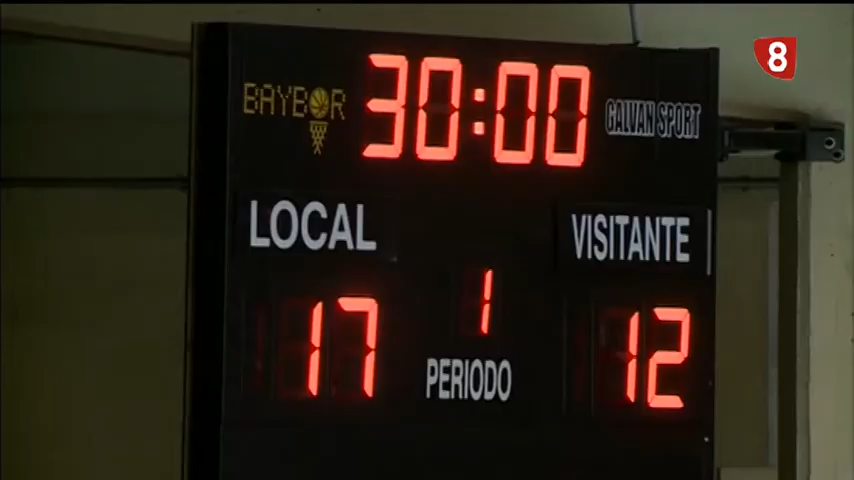 8
BAYBOR
30:00
GALVAN SPORT
LOCAL
VISITANTE
17
1
12
PERIODO